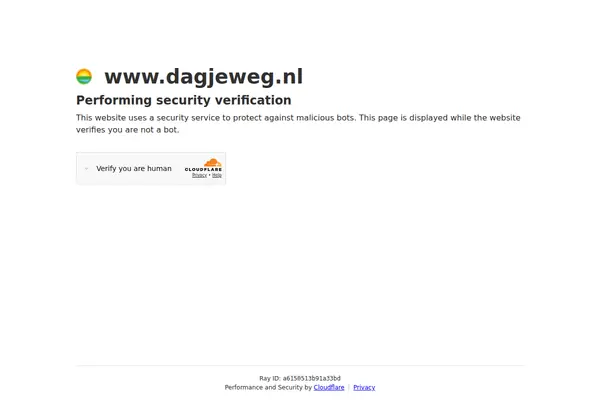 www.dagjeweg.nl
Performing security verification
This website uses a security service to protect against malicious bots. This page is displayed while the website
verifies you are not a bot.
Verify you are human
CLOUDFLARE
Privacy • Help
Ray ID: a6150513b91a33bd
Performance and Security by Cloudflare | Privacy